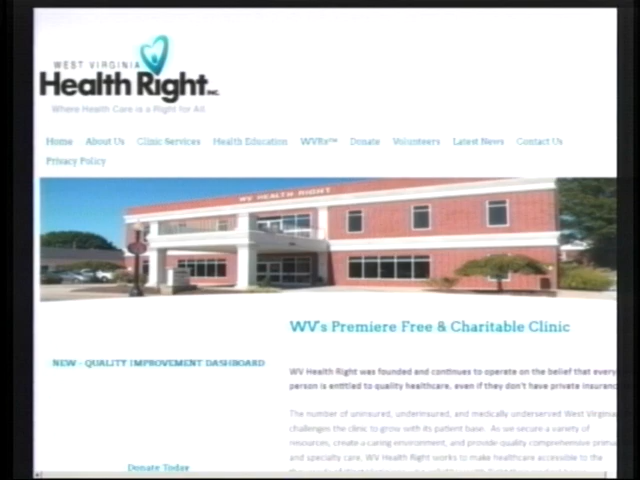 WEST VIRGINIA
Health Right INC.
Where Health Care is a Right for All
Home About Us Clinic Services Health Education WVRx™ Donate Volunteers Latest News Contact Us
Privacy Policy
WV HEALTH RIGHT
WV's Premiere Free & Charitable Clinic
NEW - QUALITY IMPROVEMENT DASHBOARD
WV Health Right was founded and continues to operate on the belief that every
person is entitled to quality healthcare, even if they don't have private insuranc
The number of uninsured, underinsured, and medically underserved West Virginia
challenges the clinic to grow with its patient base. As we secure a variety of
resources, create a caring environment, and provide quality comprehensive prima
and specialty care, WV Health Right works to make healthcare accessible to the
Donate Today